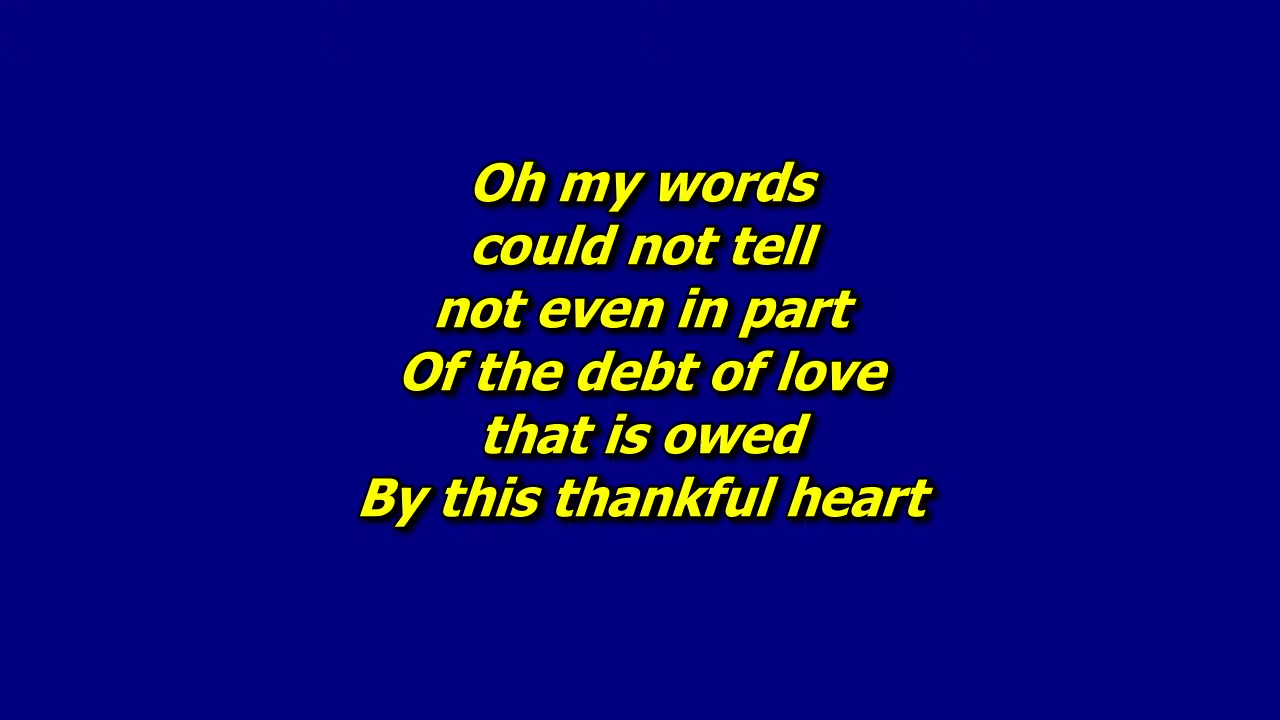 Oh my words
could not tell
not even in part
Of the debt of love
that is owed
By this thankful heart